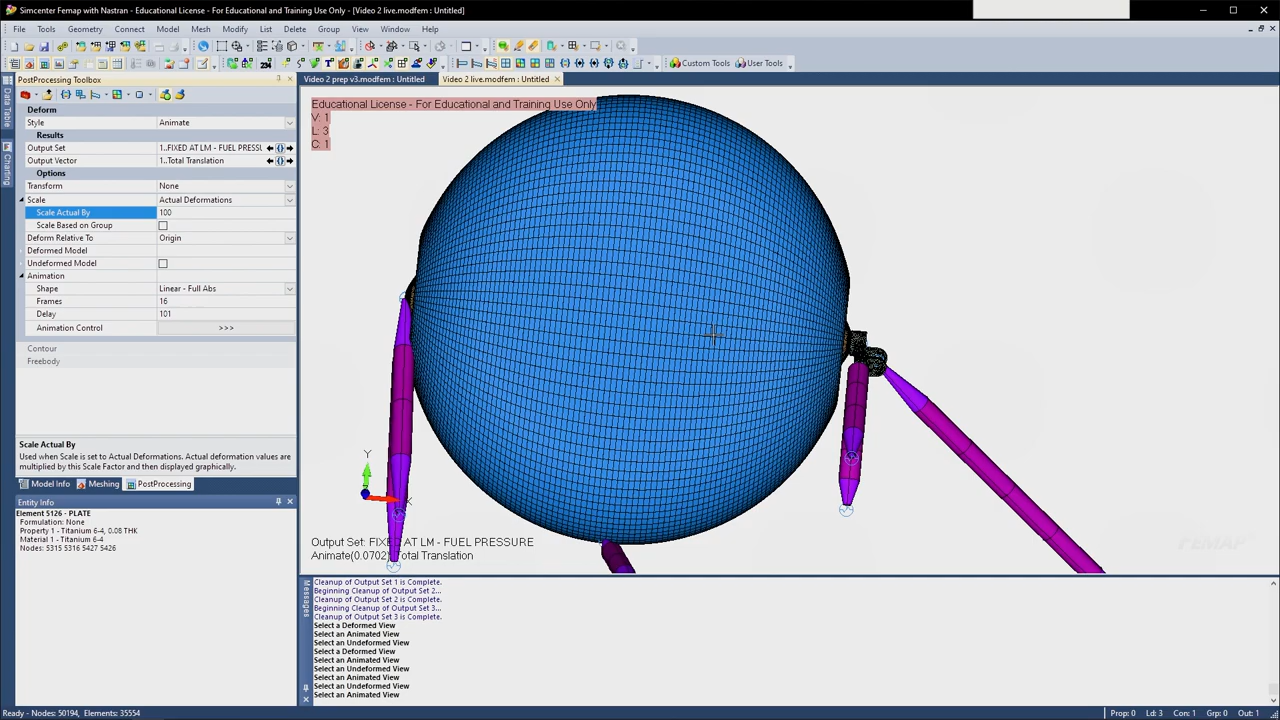 Simcenter Femap with Nastran - Educational License - For Educational and Training Use Only - [Video 2 live.modfem : Untitled]
File Tools Geometry Connect Model Mesh Modify List Delete Group View Window Help
Custom Tools User Tools
PostProcessing Toolbox
Video 2 prep v3.modfem : Untitled
Video 2 live.modfem : Untitled
Data Table
Charting
Deform
Style Animate
Results
Output Set 1..FIXED AT LM - FUEL PRESSU
Output Vector 1..Total Translation
Options
Transform None
Scale Actual Deformations
Scale Actual By 100
Scale Based on Group
Deform Relative To Origin
Deformed Model
Undeformed Model
Animation
Shape Linear - Full Abs
Frames 16
Delay 101
Animation Control >>>
Contour
Freebody
Scale Actual By
Used when Scale is set to Actual Deformations. Actual deformation values are
multiplied by this Scale Factor and then displayed graphically.
Model Info Meshing PostProcessing
Entity Info
Element 5126 - PLATE
Formulation: None
Property 1 - Titanium 6-4, 0.08 THK
Material 1 - Titanium 6-4
Nodes: 5315 5316 5427 5426
Educational License - For Educational and Training Use Only
V: 1
L: 3
C: 1
Y
X
Output Set: FIXED AT LM - FUEL PRESSURE
Animate(0.0702): Total Translation
FEMAP
Messages
Cleanup of Output Set 1 is Complete.
Beginning Cleanup of Output Set 2...
Cleanup of Output Set 2 is Complete.
Beginning Cleanup of Output Set 3...
Cleanup of Output Set 3 is Complete.
Select a Deformed View
Select an Animated View
Select an Undeformed View
Select a Deformed View
Select an Animated View
Select an Undeformed View
Select an Animated View
Select an Undeformed View
Select an Animated View
Ready - Nodes: 50194, Elements: 35554
Prop: 0 Ld: 3 Con: 1 Grp: 0 Out: 1